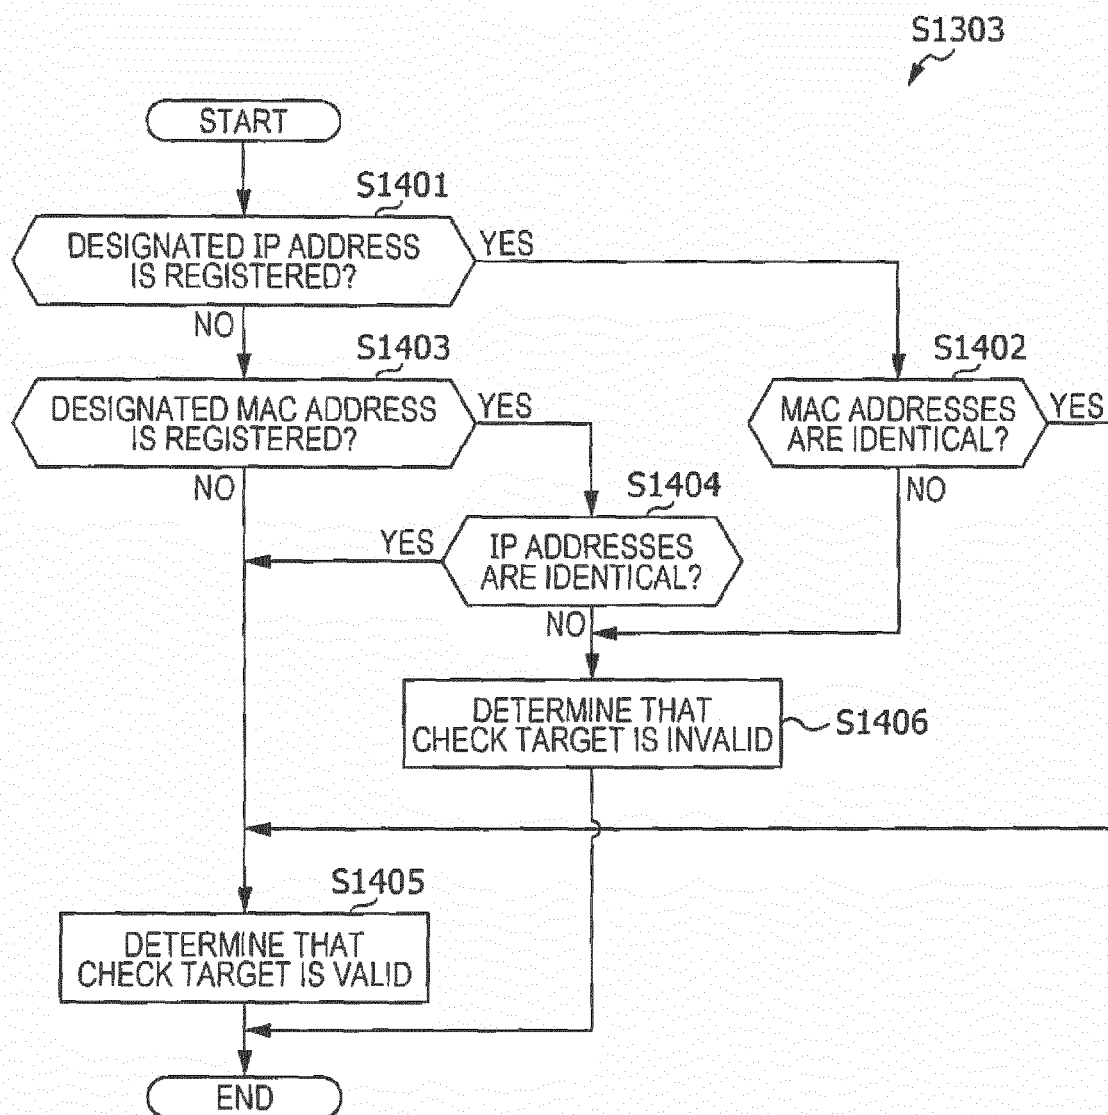 S1303
START
S1401
DESIGNATED IP ADDRESS
IS REGISTERED?
YES
NO
S1403
DESIGNATED MAC ADDRESS
IS REGISTERED?
YES
NO
S1402
MAC ADDRESSES
ARE IDENTICAL?
YES
NO
S1404
YES
IP ADDRESSES
ARE IDENTICAL?
NO
DETERMINE THAT
CHECK TARGET IS INVALID
S1406
S1405
DETERMINE THAT
CHECK TARGET IS VALID
END